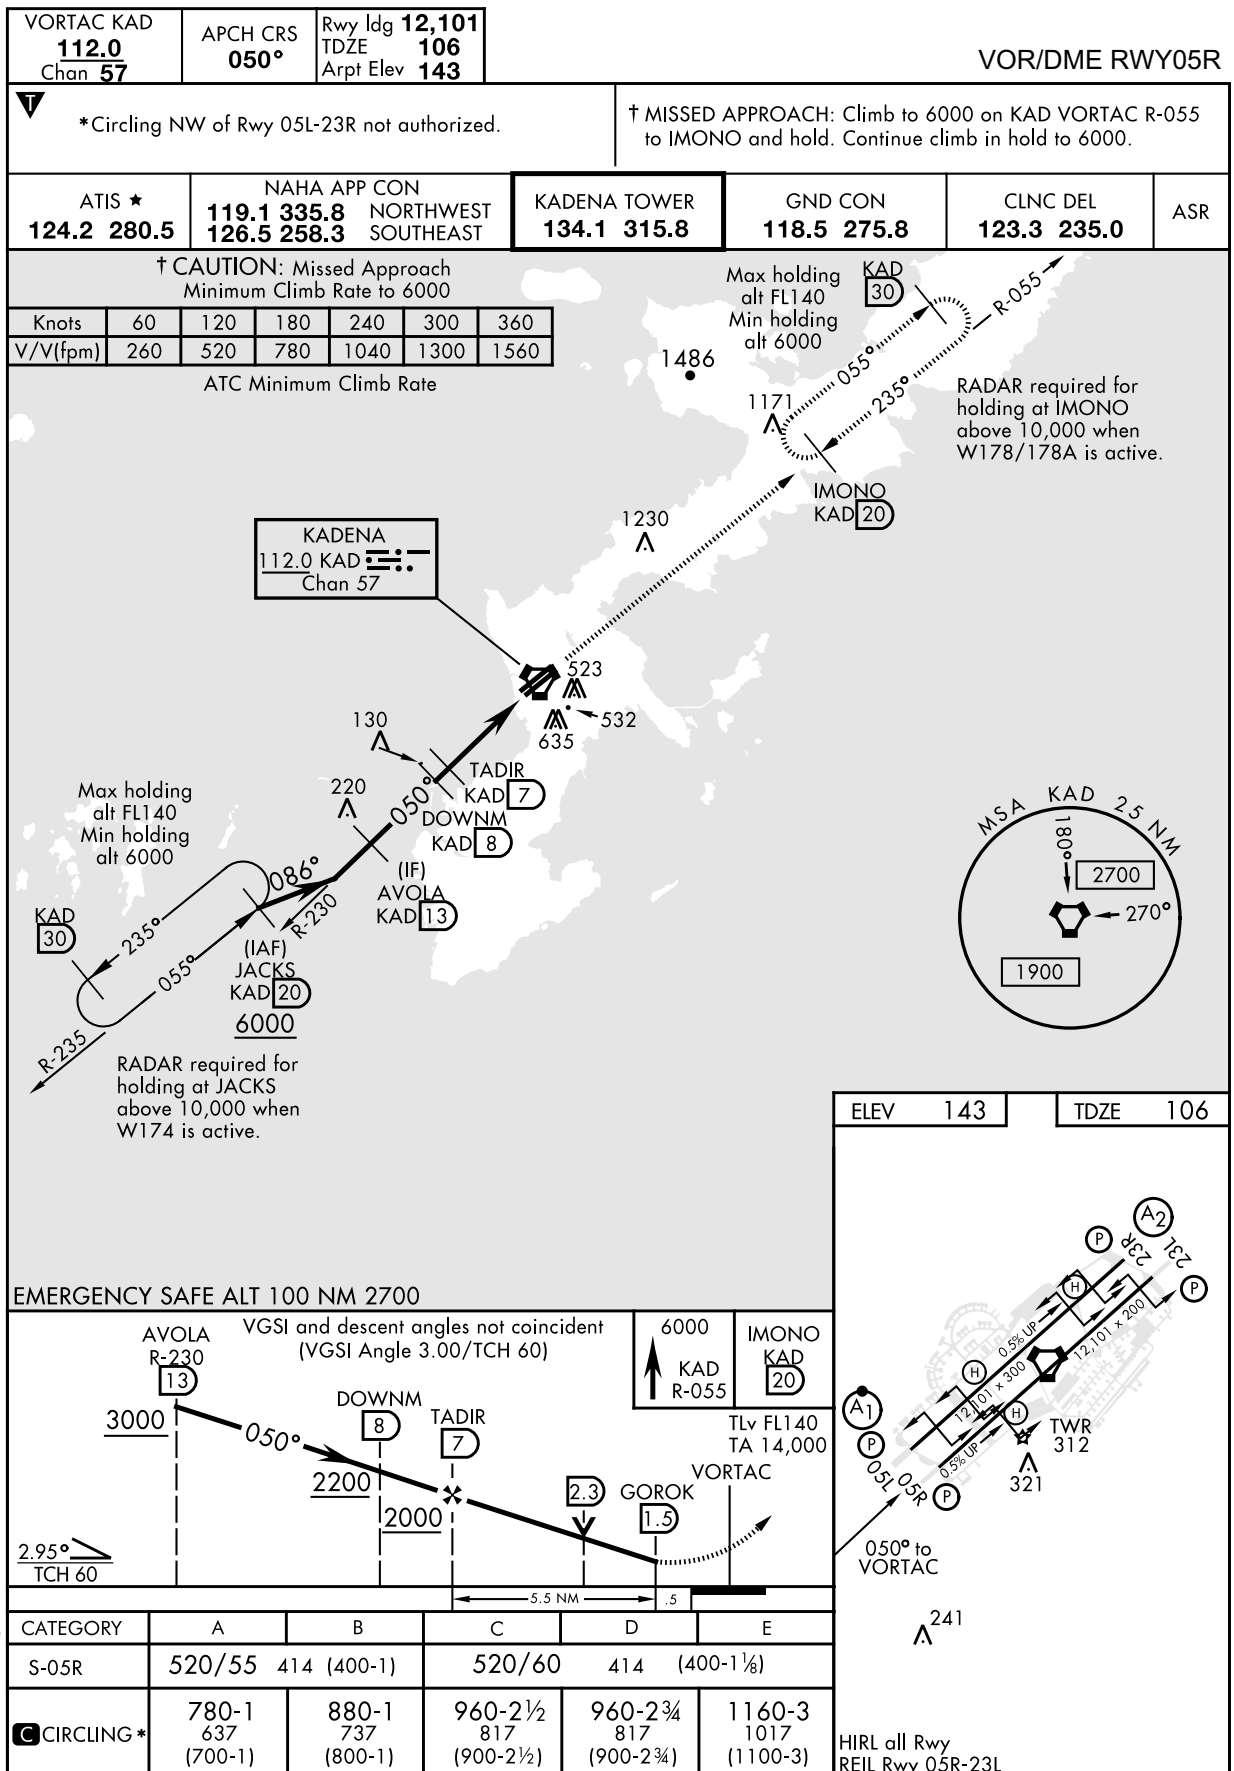 VORTAC KAD
112.0
Chan 57
APCH CRS
050°
Rwy ldg 12,101
TDZE 106
Arpt Elev 143
VOR/DME RWY05R
T
*Circling NW of Rwy 05L-23R not authorized.
† MISSED APPROACH: Climb to 6000 on KAD VORTAC R-055
to IMONO and hold. Continue climb in hold to 6000.
ATIS ★
124.2 280.5
NAHA APP CON
119.1 335.8 NORTHWEST
126.5 258.3 SOUTHEAST
KADENA TOWER
134.1 315.8
GND CON
118.5 275.8
CLNC DEL
123.3 235.0
ASR
† CAUTION: Missed Approach
Minimum Climb Rate to 6000
Knots 60 120 180 240 300 360
V/V(fpm) 260 520 780 1040 1300 1560
ATC Minimum Climb Rate
Max holding
alt FL140
Min holding
alt 6000
KAD
30
R-055
055°
235°
1486
1171
RADAR required for
holding at IMONO
above 10,000 when
W178/178A is active.
IMONO
KAD 20
1230
KADENA
112.0 KAD
Chan 57
523
532
635
130
TADIR
KAD 7
220
050°
DOWNM
KAD 8
Max holding
alt FL140
Min holding
alt 6000
086°
(IF)
AVOLA
KAD 13
R-230
KAD
30
235°
055°
(IAF)
JACKS
KAD 20
6000
R-235
RADAR required for
holding at JACKS
above 10,000 when
W174 is active.
MSA KAD 25 NM
180°
2700
270°
1900
ELEV 143
TDZE 106
EMERGENCY SAFE ALT 100 NM 2700
AVOLA
R-230
13
VGSI and descent angles not coincident
(VGSI Angle 3.00/TCH 60)
6000
KAD
R-055
IMONO
KAD
20
3000
050°
DOWNM
8
TADIR
7
TLv FL140
TA 14,000
VORTAC
2200
2000
2.3
GOROK
1.5
2.95°
TCH 60
5.5 NM
.5
A2
P
23R
23L
H
P
0.5% UP
12,101 x 200
H
12,101 x 300
H
A1
P
TWR
312
0.5% UP
321
05L
05R
P
050° to
VORTAC
241
HIRL all Rwy
REIL Rwy 05R-23L
CATEGORY A B C D E
S-05R 520/55 414 (400-1) 520/60 414 (400-1⅛)
C CIRCLING* 780-1 880-1 960-2½ 960-2¾ 1160-3
637 737 817 817 1017
(700-1) (800-1) (900-2½) (900-2¾) (1100-3)